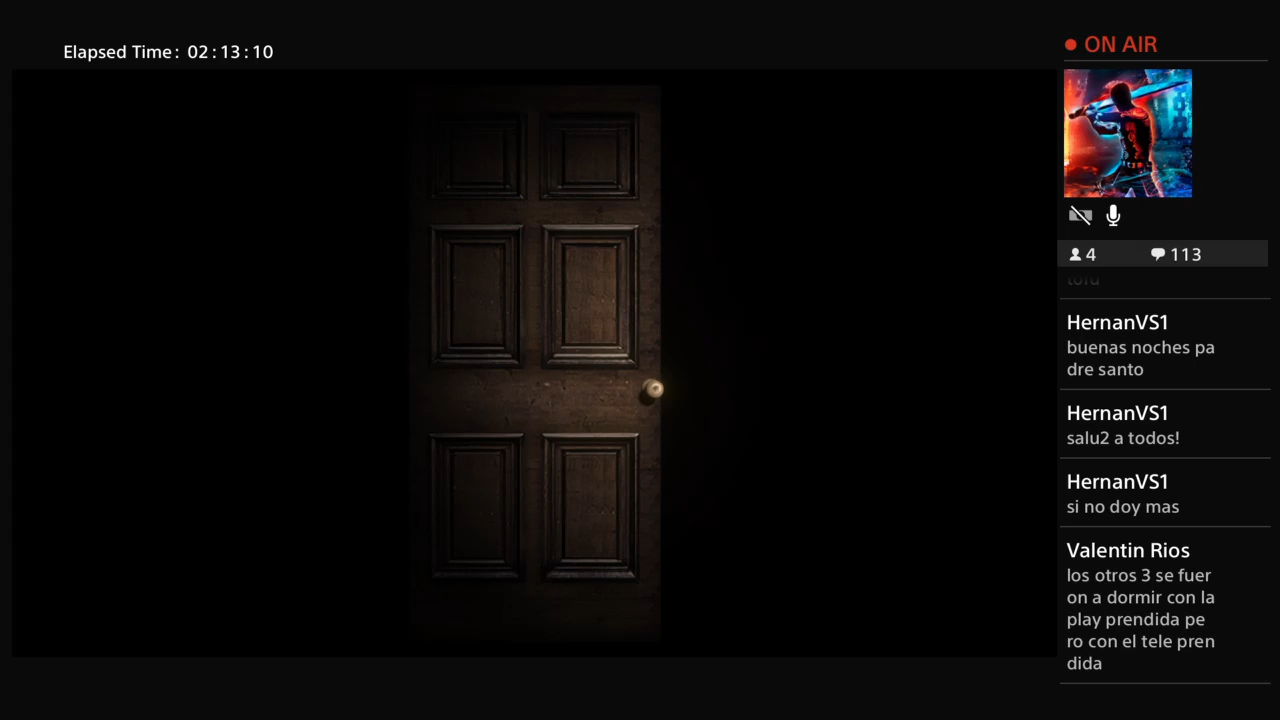 Elapsed Time: 02:13:10
ON AIR
4 113
lord
HernanVS1
buenas noches pa
dre santo
HernanVS1
salu2 a todos!
HernanVS1
si no doy mas
Valentin Rios
los otros 3 se fuer
on a dormir con la
play prendida pe
ro con el tele pren
dida